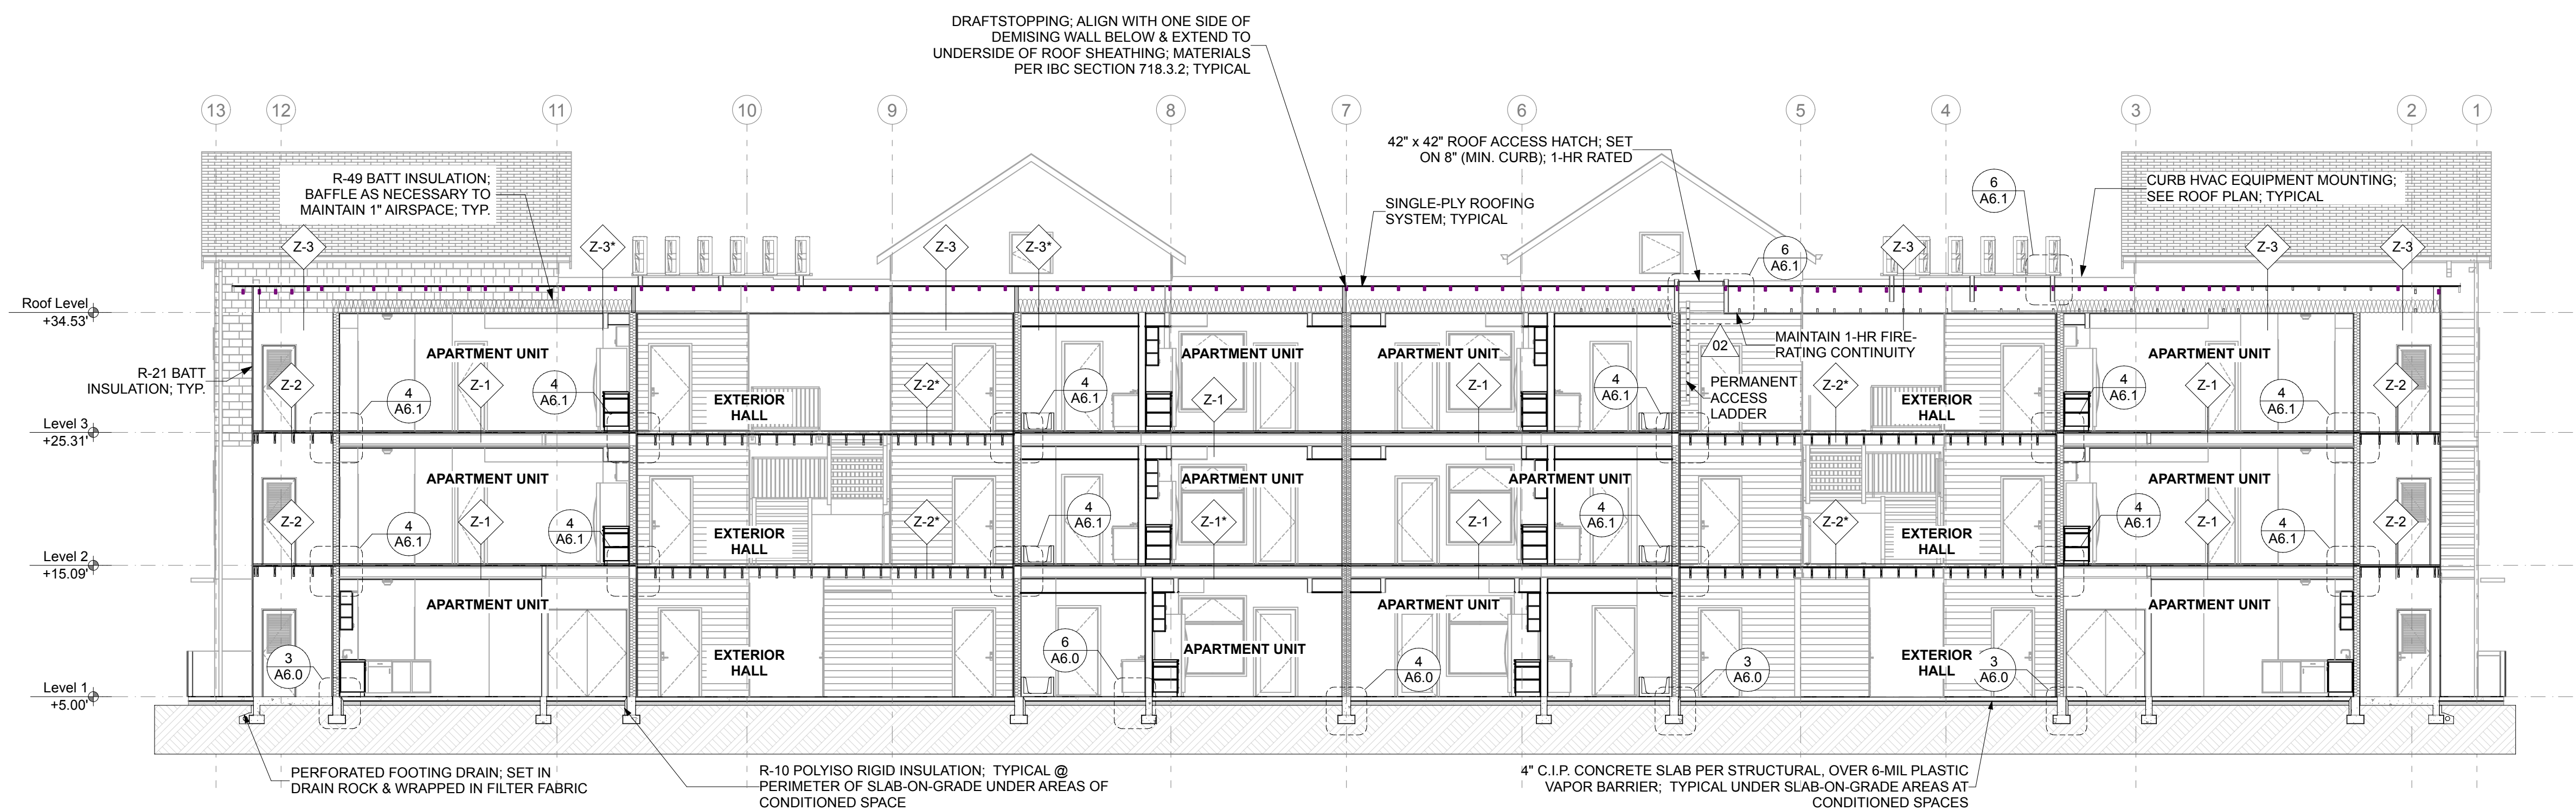 DRAFTSTOPPING; ALIGN WITH ONE SIDE OF
DEMISING WALL BELOW & EXTEND TO
UNDERSIDE OF ROOF SHEATHING; MATERIALS
PER IBC SECTION 718.3.2; TYPICAL
13
12
11
10
9
8
7
6
5
4
3
2
1
42" x 42" ROOF ACCESS HATCH; SET
ON 8" (MIN. CURB); 1-HR RATED
R-49 BATT INSULATION;
BAFFLE AS NECESSARY TO
MAINTAIN 1" AIRSPACE; TYP.
SINGLE-PLY ROOFING
SYSTEM; TYPICAL
6
A6.1
CURB HVAC EQUIPMENT MOUNTING;
SEE ROOF PLAN; TYPICAL
Z-3
Z-3*
Z-3
Z-3*
6
A6.1
Z-3
Z-3
Z-3
Roof Level
+34.53'
MAINTAIN 1-HR FIRE-
RATING CONTINUITY
02
R-21 BATT
INSULATION; TYP.
APARTMENT UNIT
APARTMENT UNIT
APARTMENT UNIT
APARTMENT UNIT
Z-2
4
A6.1
Z-1
4
A6.1
EXTERIOR
HALL
Z-2*
4
A6.1
Z-1
Z-1
4
A6.1
PERMANENT
ACCESS
LADDER
Z-2*
EXTERIOR
HALL
4
A6.1
Z-1
4
A6.1
Z-2
Level 3
+25.31'
APARTMENT UNIT
APARTMENT UNIT
APARTMENT UNIT
APARTMENT UNIT
Z-2
4
A6.1
Z-1
4
A6.1
EXTERIOR
HALL
Z-2*
4
A6.1
Z-1*
Z-1
4
A6.1
Z-2*
EXTERIOR
HALL
4
A6.1
Z-1
4
A6.1
Z-2
Level 2
+15.09'
APARTMENT UNIT
APARTMENT UNIT
APARTMENT UNIT
APARTMENT UNIT
3
A6.0
EXTERIOR
HALL
6
A6.0
4
A6.0
3
A6.0
EXTERIOR
HALL
3
A6.0
Level 1
+5.00'
PERFORATED FOOTING DRAIN; SET IN
DRAIN ROCK & WRAPPED IN FILTER FABRIC
R-10 POLYISO RIGID INSULATION; TYPICAL @
PERIMETER OF SLAB-ON-GRADE UNDER AREAS OF
CONDITIONED SPACE
4" C.I.P. CONCRETE SLAB PER STRUCTURAL, OVER 6-MIL PLASTIC
VAPOR BARRIER; TYPICAL UNDER SLAB-ON-GRADE AREAS AT
CONDITIONED SPACES